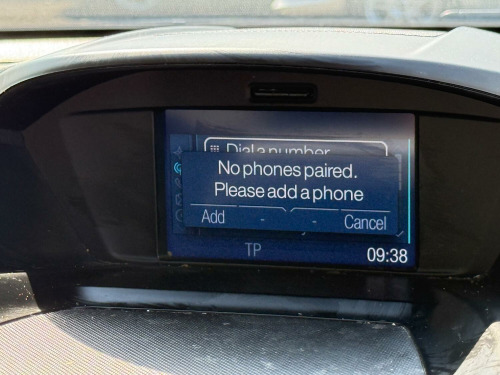 Dial a number
No phones paired.
Please add a phone
Add - - Cancel
TP 09:38